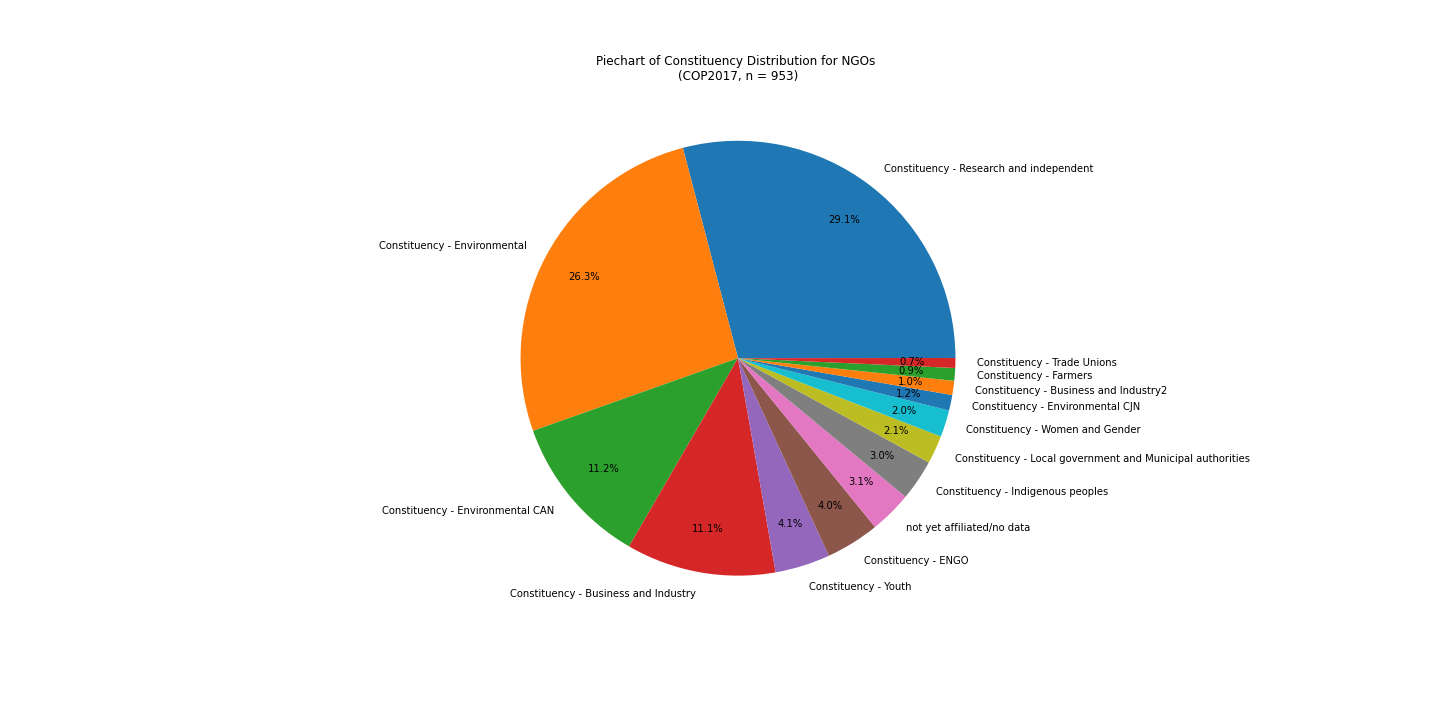 Piechart of Constituency Distribution for NGOs
(COP2017, n = 953)
Constituency - Research and independent
29.1%
Constituency - Environmental
26.3%
Constituency - Environmental CAN
11.2%
Constituency - Business and Industry
11.1%
Constituency - Youth
4.1%
Constituency - ENGO
4.0%
not yet affiliated/no data
3.1%
Constituency - Indigenous peoples
3.0%
Constituency - Local government and Municipal authorities
2.1%
Constituency - Women and Gender
2.0%
Constituency - Environmental CJN
1.2%
Constituency - Business and Industry2
1.0%
Constituency - Farmers
0.9%
Constituency - Trade Unions
0.7%